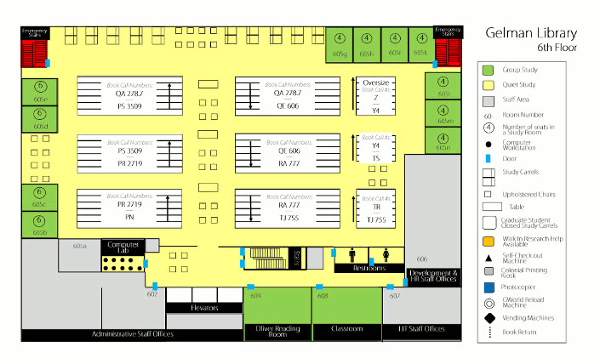 Gelman Library
6th Floor
Emergency Stairs
Emergency Stairs
4
4
4
4
605g
605h
605i
605j
6
605e
6
605d
6
605c
6
605b
4
4
4
605m
605n
Book Call Numbers:
QA 278.7
PS 3509
Book Call Numbers:
QA 278.7
QE 606
Oversize
Book Call #s:
Z
Y4
Book Call Numbers:
PS 3509
PR 2719
Book Call Numbers:
QE 606
RA 777
Book Call #s:
Y4
TS
Book Call Numbers:
PR 2719
PN
Book Call Numbers:
RA 777
TJ 755
Book Call #s:
TR
TJ 755
605a
Computer Lab
Stairs
Restrooms
606
Development & HR Staff Offices
602
Elevators
609
608
607
Administrative Staff Offices
Oliver Reading Room
Classroom
HR Staff Offices
Group Study
Quiet Study
Staff Area
60-
Room Number
4
Number of seats in a Study Room
Computer Workstation
Door
Study Carrels
Upholstered Chairs
Table
Graduate Student Closed Study Carrels
Walk In Research Help Available
Self-Check out Machine
Colonial Printing Kiosk
Photocopier
GWorld Reload Machine
Vending Machines
Book Return